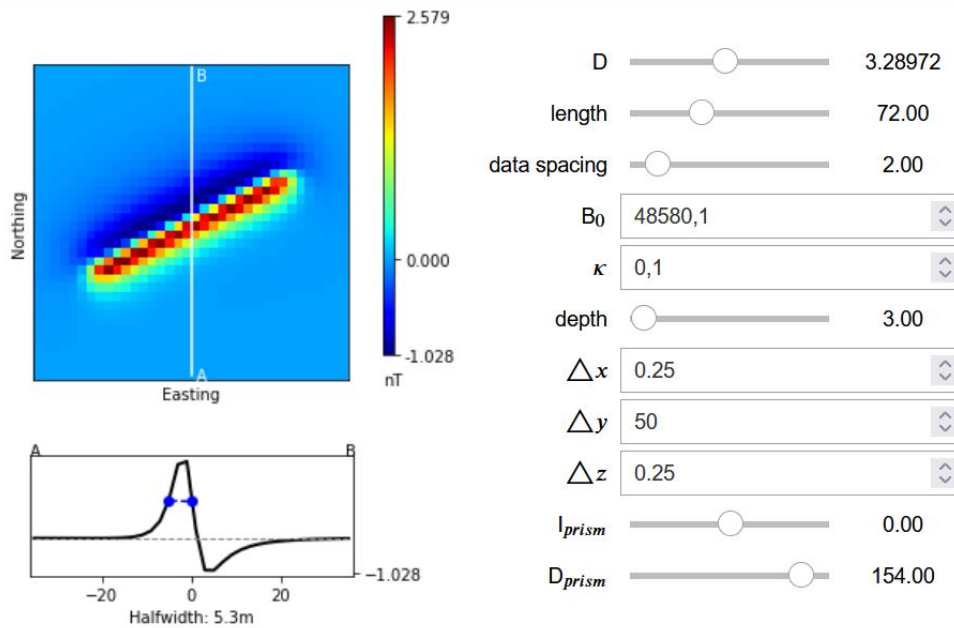 2.579
0.000
-1.028
nT
B
A
Northing
Easting
A
B
-1.028
−20
0
20
Halfwidth: 5.3m
D 3.28972
length 72.00
data spacing 2.00
B₀ 48580,1
κ 0,1
depth 3.00
△x 0.25
△y 50
△z 0.25
Iprism 0.00
Dprism 154.00